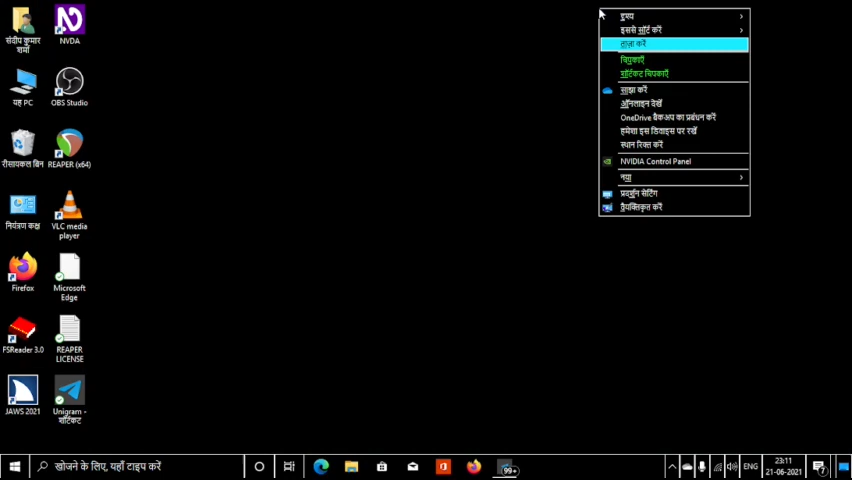 संदीप कुमार
शर्मा
NVDA
यह PC
OBS Studio
रीसायकल बिन
REAPER (x64)
नियंत्रण कक्ष
VLC media
player
Firefox
Microsoft
Edge
FSReader 3.0
REAPER
LICENSE
JAWS 2021
Unigram -
शॉर्टकट
दृश्य
इससे सॉर्ट करें
ताज़ा करें
चिपकाएँ
शॉर्टकट चिपकाएँ
साझा करें
ऑनलाइन देखें
OneDrive बैकअप का प्रबंधन करें
हमेशा इस डिवाइस पर रखें
स्थान रिक्त करें
NVIDIA Control Panel
नया
प्रदर्शन सेटिंग
वैयक्तिकृत करें
खोजने के लिए, यहाँ टाइप करें
99+
ENG
23:11
21-06-2021
7